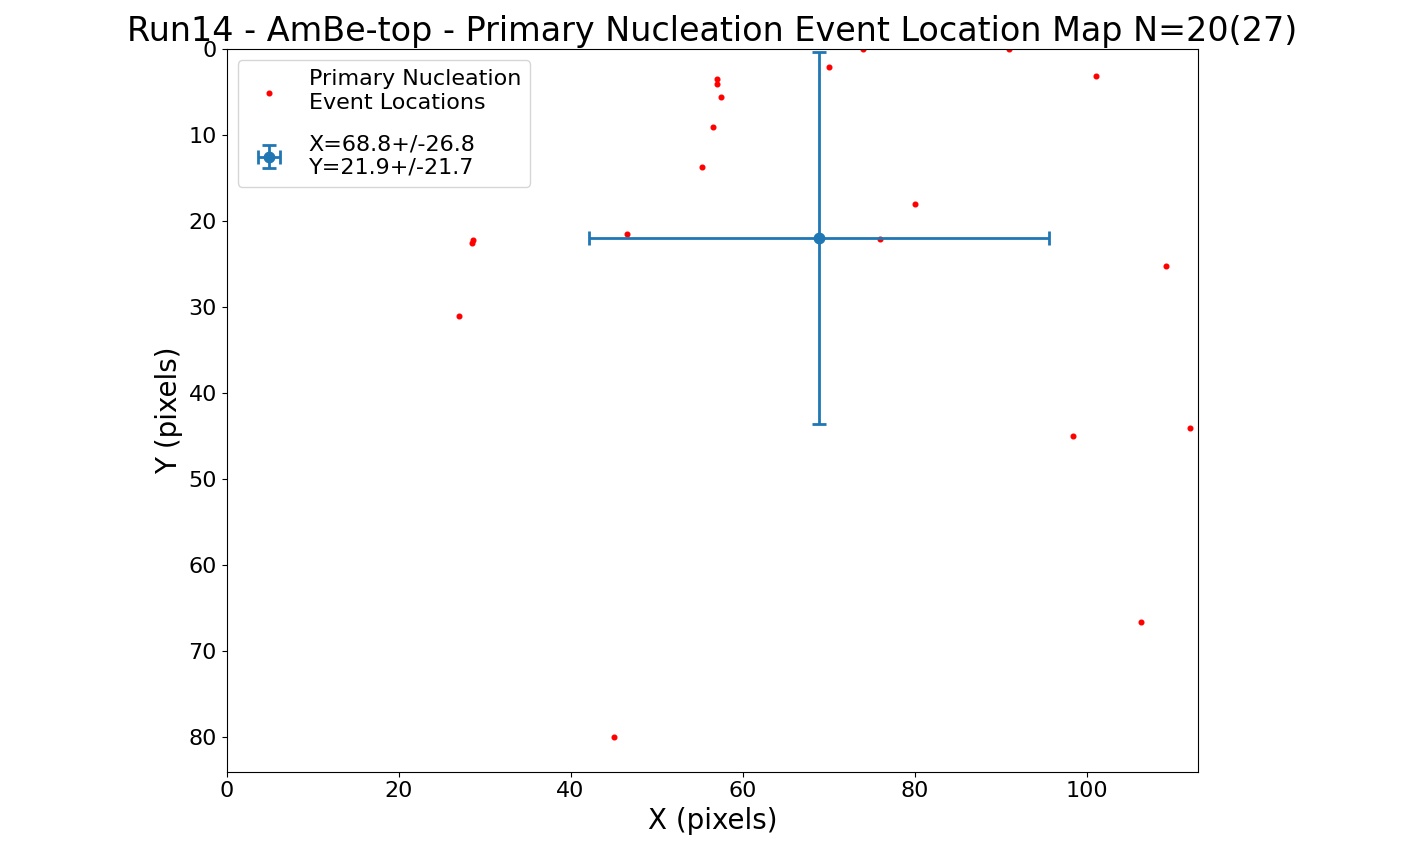 Run14 - AmBe-top - Primary Nucleation Event Location Map N=20(27)
Primary Nucleation
Event Locations
X=68.8+/-26.8
Y=21.9+/-21.7
0
10
20
30
40
50
60
70
80
Y (pixels)
0 20 40 60 80 100
X (pixels)